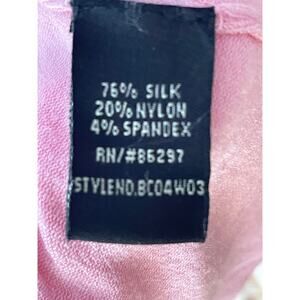 76% SILK
20% NYLON
4% SPANDEX
RN/#86297
STYLENO.BC04W03